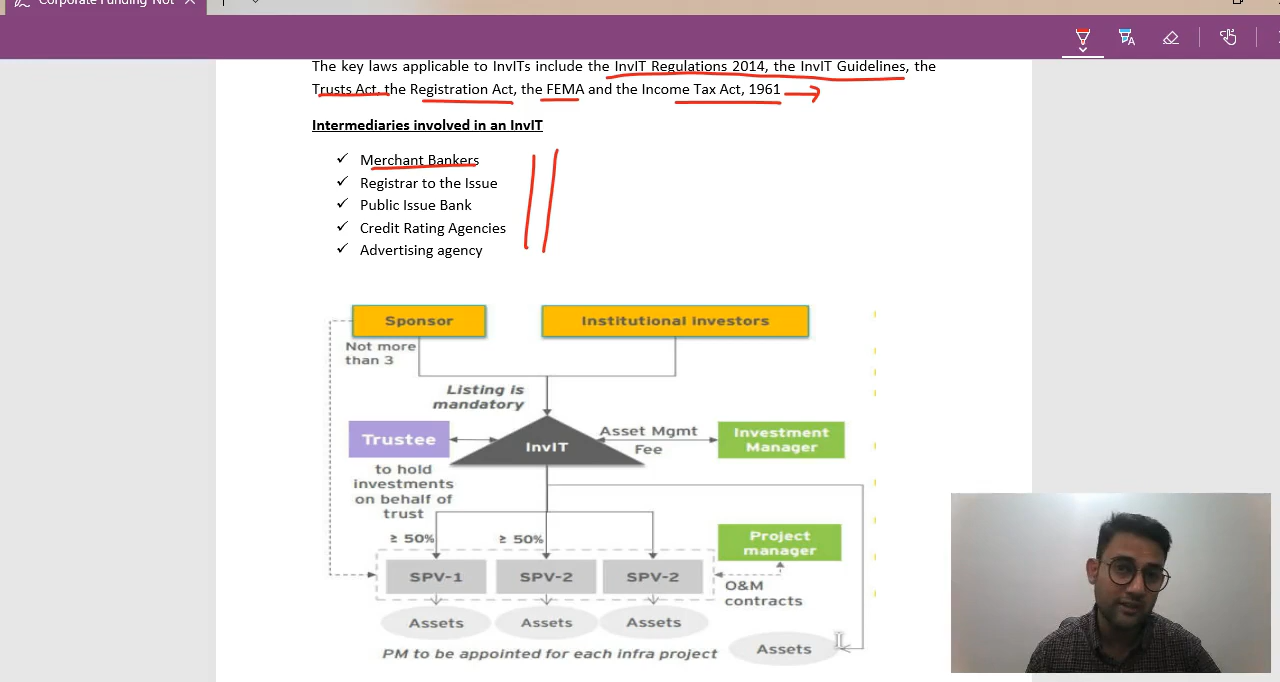 Corporate Funding-Not
The key laws applicable to InvITs include the InvIT Regulations 2014, the InvIT Guidelines, the
Trusts Act, the Registration Act, the FEMA and the Income Tax Act, 1961
Intermediaries involved in an InvIT
✓ Merchant Bankers
✓ Registrar to the Issue
✓ Public Issue Bank
✓ Credit Rating Agencies
✓ Advertising agency
Sponsor
Institutional Investors
Not more
than 3
Listing is
mandatory
Trustee
InvIT
Asset Mgmt
Fee
Investment
Manager
to hold
investments
on behalf of
trust
≥ 50%
≥ 50%
Project
manager
SPV-1
SPV-2
SPV-2
O&M
contracts
Assets
Assets
Assets
Assets
PM to be appointed for each infra project